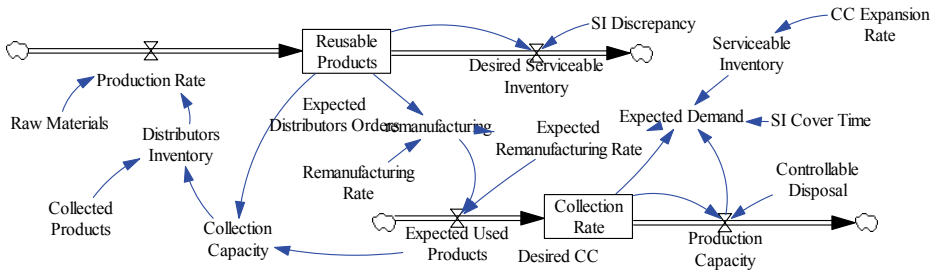 SI Discrepancy
CC Expansion
Rate
Reusable
Products
Serviceable
Inventory
Production Rate
Desired Serviceable
Inventory
Raw Materials
Distributors
Inventory
Expected
Distributors Orders
remanufacturing
Expected
Remanufacturing Rate
Expected Demand
SI Cover Time
Remanufacturing
Rate
Controllable
Disposal
Collected
Products
Collection
Capacity
Expected Used
Products
Collection
Rate
Desired CC
Production
Capacity